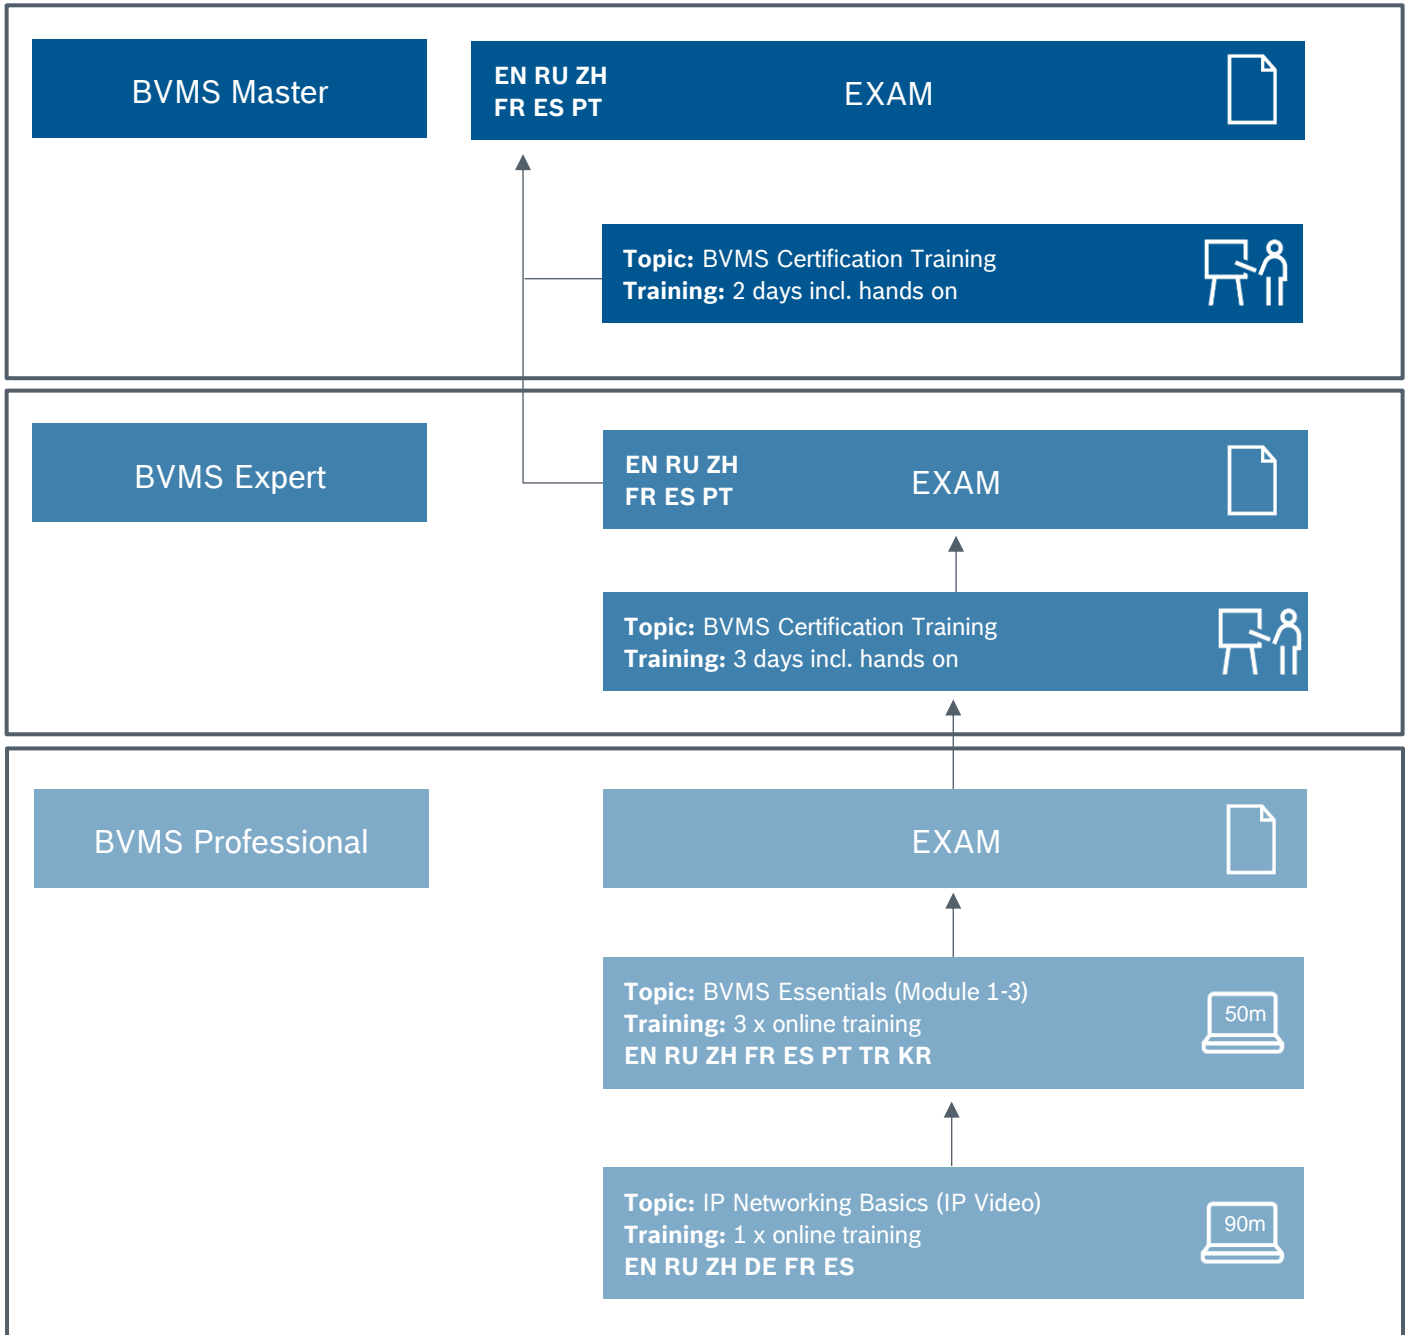 BVMS Master
EN RU ZH
FR ES PT
EXAM
Topic: BVMS Certification Training
Training: 2 days incl. hands on
BVMS Expert
EN RU ZH
FR ES PT
EXAM
Topic: BVMS Certification Training
Training: 3 days incl. hands on
BVMS Professional
EXAM
Topic: BVMS Essentials (Module 1-3)
Training: 3 x online training
EN RU ZH FR ES PT TR KR
50m
Topic: IP Networking Basics (IP Video)
Training: 1 x online training
EN RU ZH DE FR ES
90m